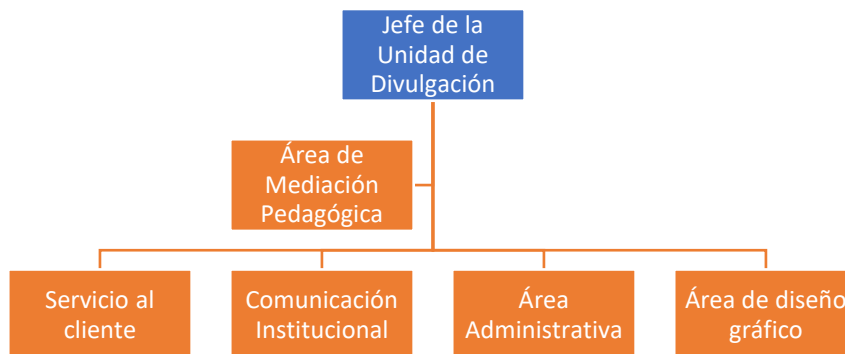 Jefe de la
Unidad de
Divulgación
Área de
Mediación
Pedagógica
Servicio al
cliente
Comunicación
Institucional
Área
Administrativa
Área de diseño
gráfico